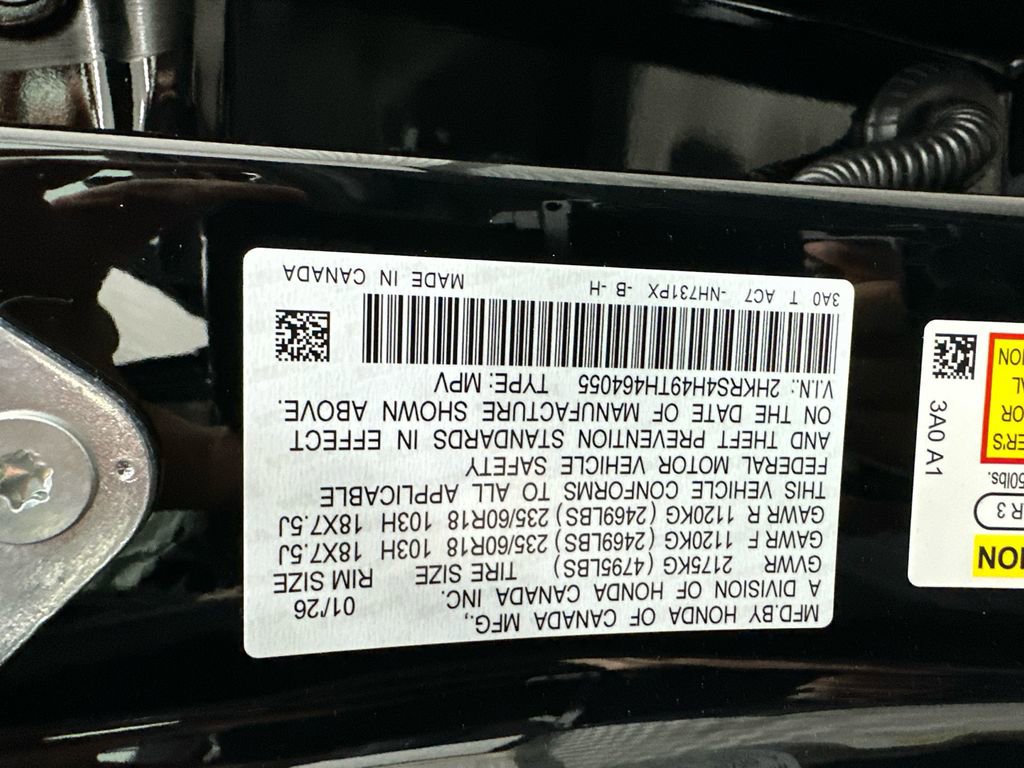 MFD.BY HONDA OF CANADA MFG.,
A DIVISION OF HONDA CANADA INC.
01/26
GVWR 2175KG (4795LBS) TIRE SIZE RIM SIZE
GAWR F 1120KG (2469LBS) 235/60R18 103H 18X7.5J
GAWR R 1120KG (2469LBS) 235/60R18 103H 18X7.5J
THIS VEHICLE CONFORMS TO ALL APPLICABLE
FEDERAL MOTOR VEHICLE SAFETY
AND THEFT PREVENTION STANDARDS IN EFFECT
ON THE DATE OF MANUFACTURE SHOWN ABOVE.
V.I.N.: 2HKRS4H49TH464055 TYPE: MPV
3A0 T AC7 -NH731PX -B -H MADE IN CANADA
3A0 A1
R 3
50lbs.